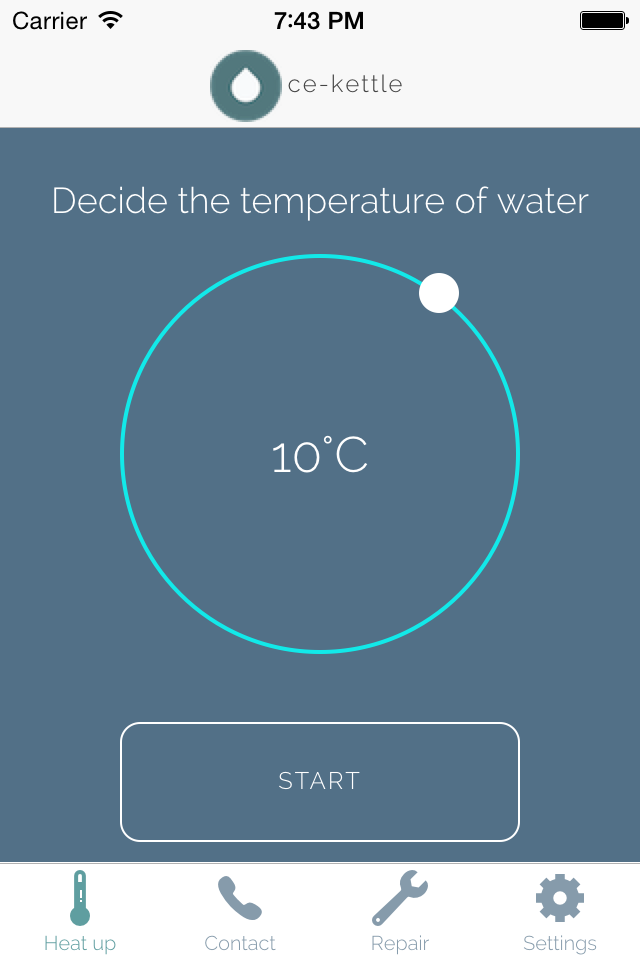 Carrier 7:43 PM
ce-kettle
Decide the temperature of water
10°C
START
Heat up Contact Repair Settings